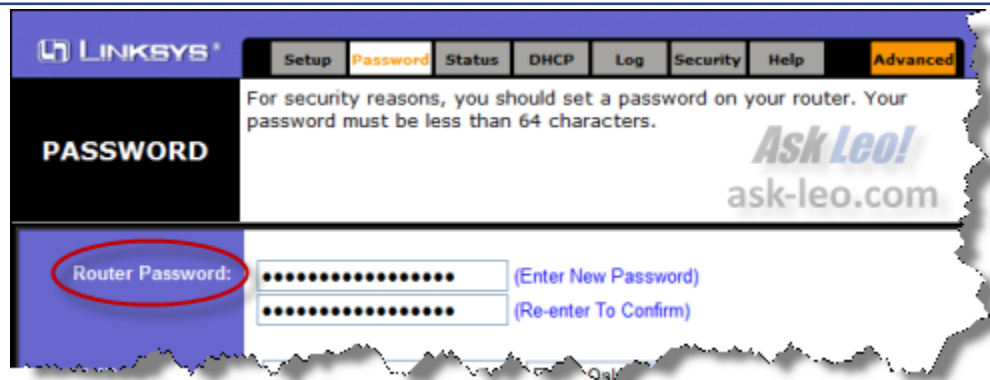 LINKSYS®
Setup Password Status DHCP Log Security Help Advanced
PASSWORD
For security reasons, you should set a password on your router. Your
password must be less than 64 characters.
Ask Leo!
ask-leo.com
Router Password: ●●●●●●●●●●●●●●●●● (Enter New Password)
●●●●●●●●●●●●●●●●● (Re-enter To Confirm)